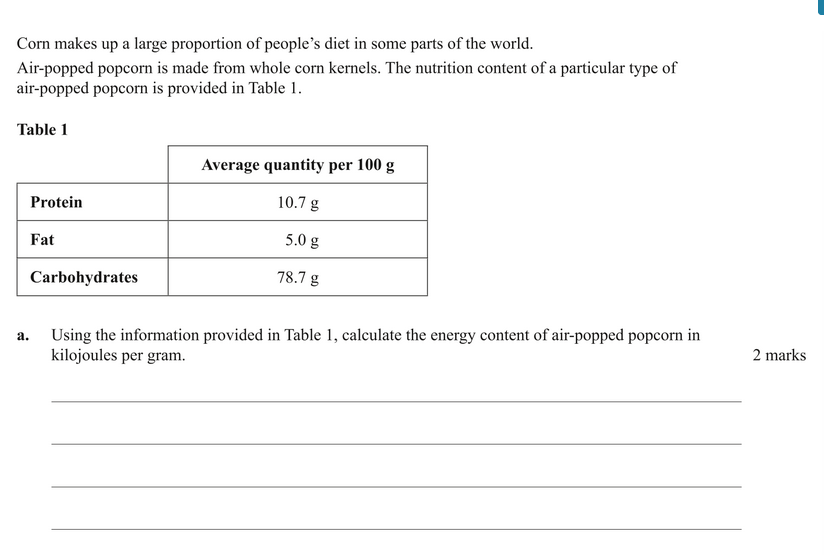 Corn makes up a large proportion of people's diet in some parts of the world.
Air-popped popcorn is made from whole corn kernels. The nutrition content of a particular type of
air-popped popcorn is provided in Table 1.
Table 1
Average quantity per 100 g
Protein 10.7 g
Fat 5.0 g
Carbohydrates 78.7 g
a. Using the information provided in Table 1, calculate the energy content of air-popped popcorn in
kilojoules per gram. 2 marks